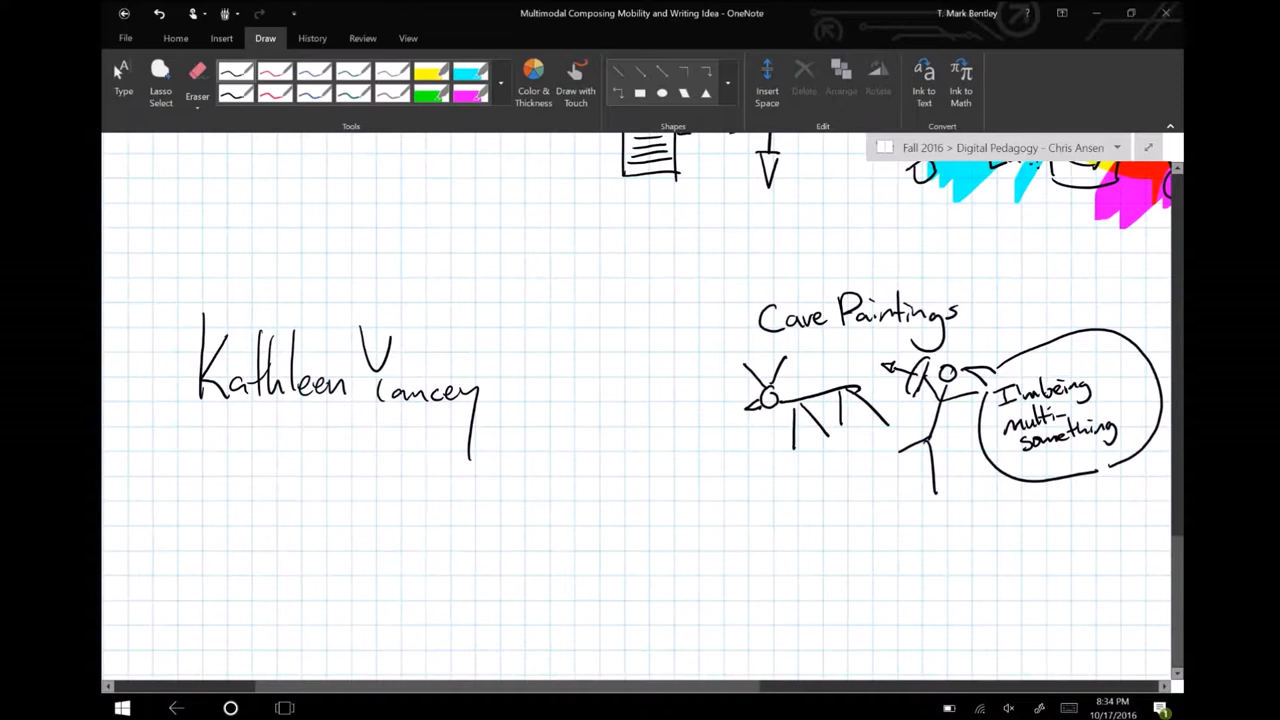 Multimodal Composing Mobility and Writing Idea - OneNote
T. Mark Bentley
?
File
Home
Insert
Draw
History
Review
View
Type
Lasso Select
Eraser
Color & Thickness
Draw with Touch
Insert Space
Delete
Arrange
Rotate
Ink to Text
Ink to Math
Tools
Shapes
Edit
Convert
Fall 2016 > Digital Pedagogy - Chris Ansen
Cave Paintings
Kathleen Yancey
I'm being
multi-
something
8:34 PM
10/17/2016
1